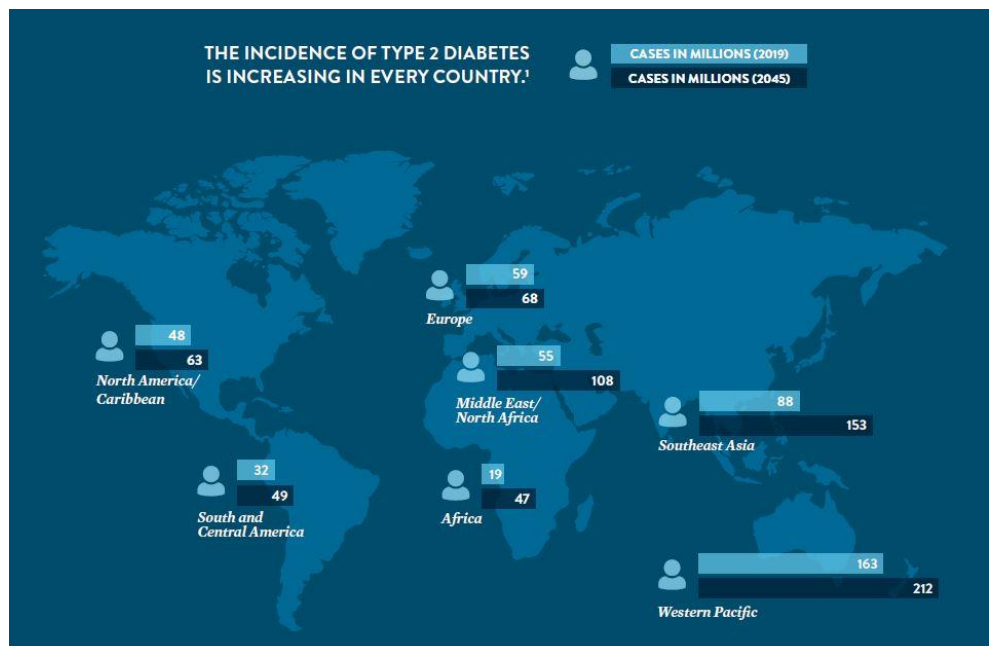 THE INCIDENCE OF TYPE 2 DIABETES
IS INCREASING IN EVERY COUNTRY.¹
CASES IN MILLIONS (2019)
CASES IN MILLIONS (2045)
59
68
Europe
48
63
North America/
Caribbean
55
108
Middle East/
North Africa
88
153
Southeast Asia
32
49
South and
Central America
19
47
Africa
163
212
Western Pacific